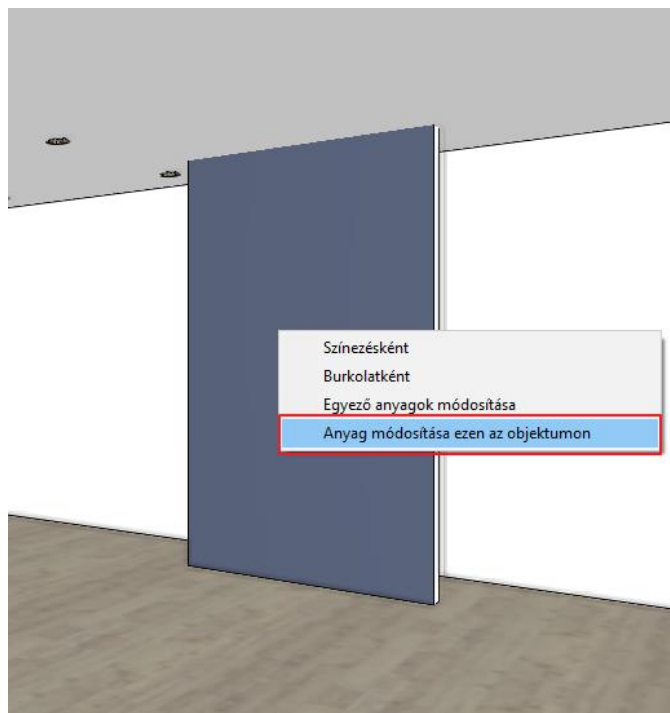 Színezésként
Burkolatként
Egyező anyagok módosítása
Anyag módosítása ezen az objektumon